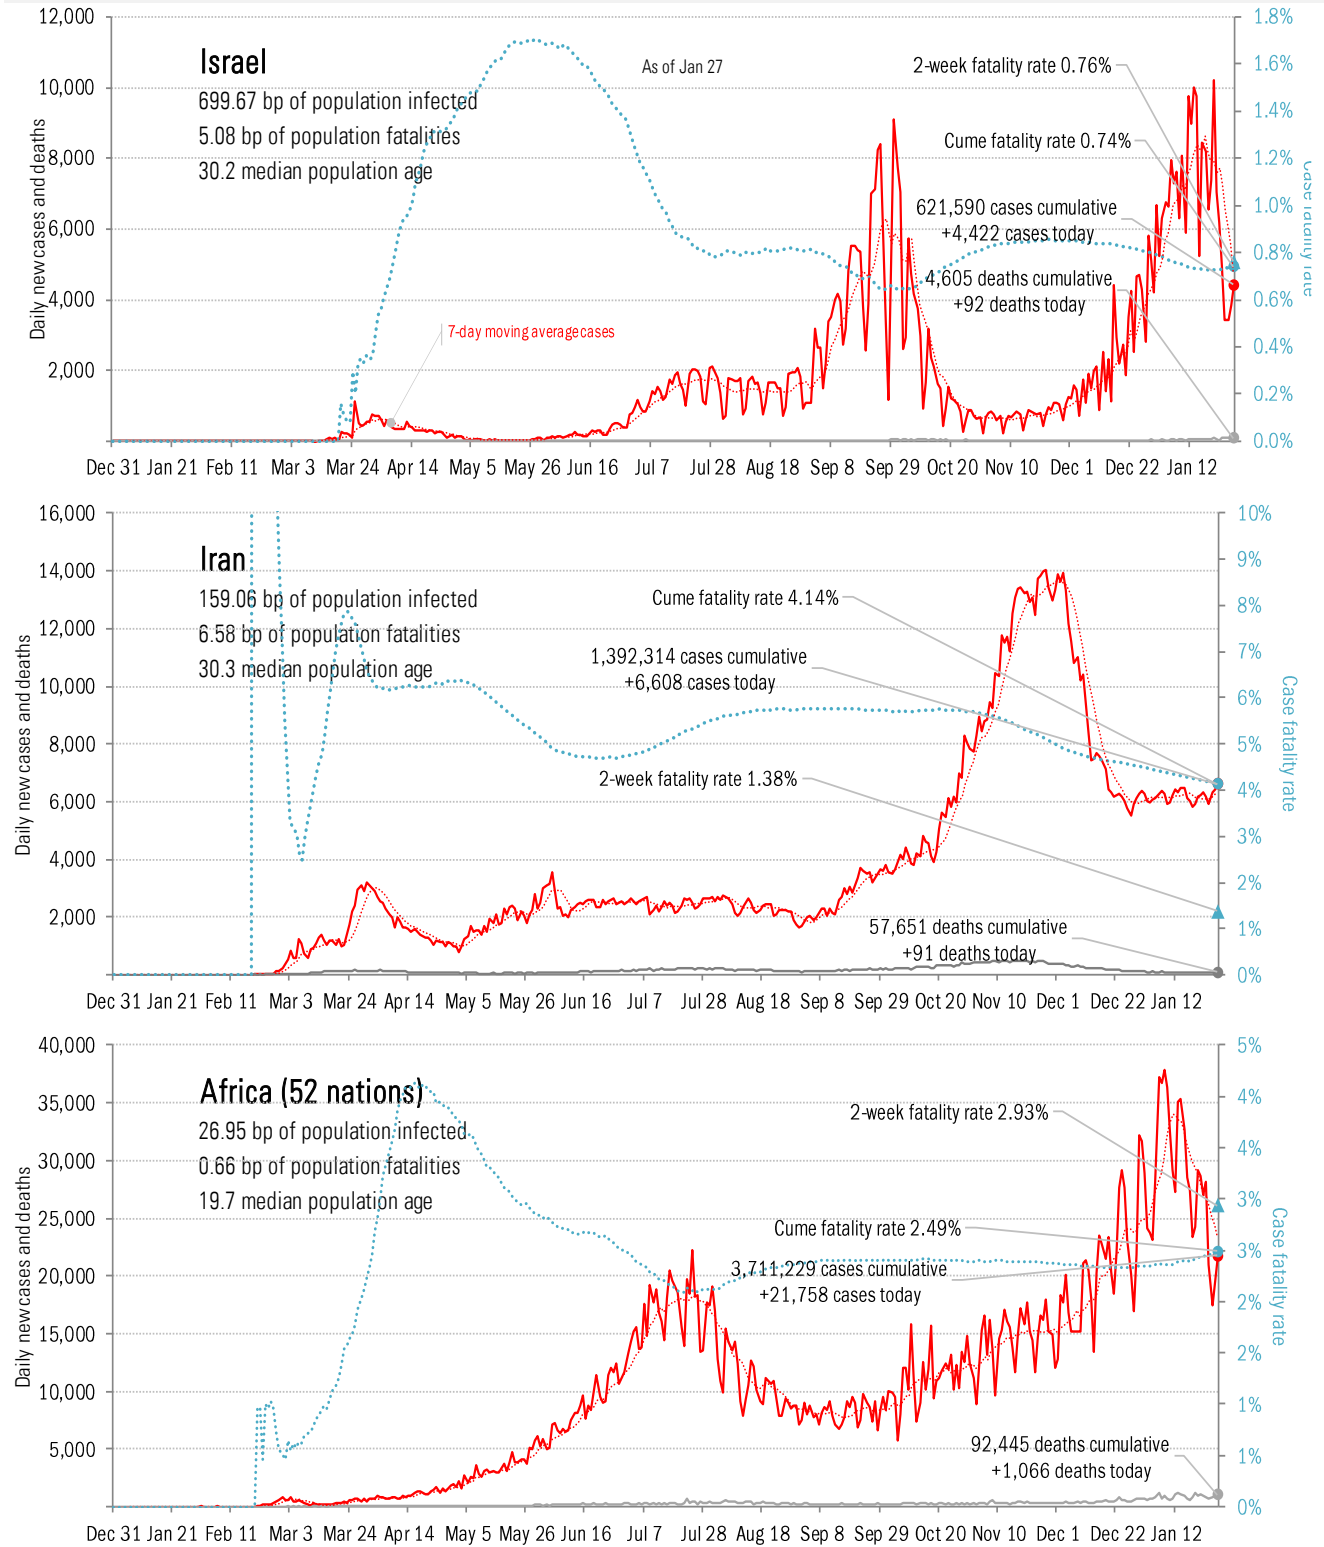 12,000
10,000
8,000
6,000
4,000
2,000
Daily new cases and deaths
Israel
699.67 bp of population infected
5.08 bp of population fatalities
30.2 median population age
As of Jan 27
7-day moving average cases
2-week fatality rate 0.76%
Cume fatality rate 0.74%
621,590 cases cumulative
+4,422 cases today
4,605 deaths cumulative
+92 deaths today
1.8%
1.6%
1.4%
1.2%
1.0%
0.8%
0.6%
0.4%
0.2%
0.0%
Case fatality rate
Dec 31 Jan 21 Feb 11 Mar 3 Mar 24 Apr 14 May 5 May 26 Jun 16 Jul 7 Jul 28 Aug 18 Sep 8 Sep 29 Oct 20 Nov 10 Dec 1 Dec 22 Jan 12
16,000
14,000
12,000
10,000
8,000
6,000
4,000
2,000
Daily new cases and deaths
Iran
159.06 bp of population infected
6.58 bp of population fatalities
30.3 median population age
Cume fatality rate 4.14%
1,392,314 cases cumulative
+6,608 cases today
2-week fatality rate 1.38%
57,651 deaths cumulative
+91 deaths today
10%
9%
8%
7%
6%
5%
4%
3%
2%
1%
0%
Case fatality rate
Dec 31 Jan 21 Feb 11 Mar 3 Mar 24 Apr 14 May 5 May 26 Jun 16 Jul 7 Jul 28 Aug 18 Sep 8 Sep 29 Oct 20 Nov 10 Dec 1 Dec 22 Jan 12
40,000
35,000
30,000
25,000
20,000
15,000
10,000
5,000
Daily new cases and deaths
Africa (52 nations)
26.95 bp of population infected
0.66 bp of population fatalities
19.7 median population age
2-week fatality rate 2.93%
Cume fatality rate 2.49%
3,711,229 cases cumulative
+21,758 cases today
92,445 deaths cumulative
+1,066 deaths today
5%
4%
4%
3%
3%
2%
2%
1%
1%
0%
Case fatality rate
Dec 31 Jan 21 Feb 11 Mar 3 Mar 24 Apr 14 May 5 May 26 Jun 16 Jul 7 Jul 28 Aug 18 Sep 8 Sep 29 Oct 20 Nov 10 Dec 1 Dec 22 Jan 12